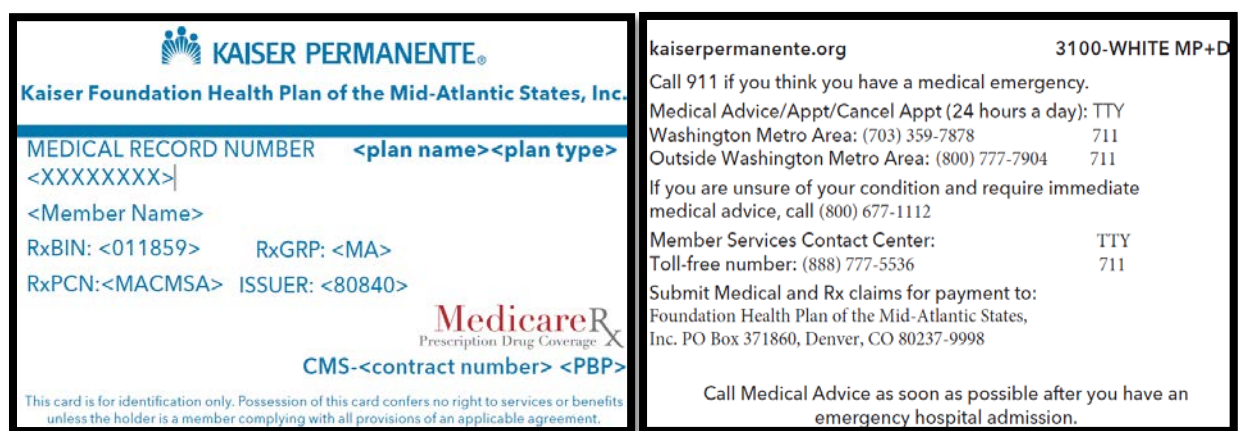 KAISER PERMANENTE®
Kaiser Foundation Health Plan of the Mid-Atlantic States, Inc.
MEDICAL RECORD NUMBER <plan name><plan type>
<XXXXXXXX>
<Member Name>
RxBIN: <011859> RxGRP: <MA>
RxPCN:<MACMSA> ISSUER: <80840>
MedicareRx
Prescription Drug Coverage
CMS-<contract number> <PBP>
This card is for identification only. Possession of this card confers no right to services or benefits
unless the holder is a member complying with all provisions of an applicable agreement.
kaiserpermanente.org 3100-WHITE MP+D
Call 911 if you think you have a medical emergency.
Medical Advice/Appt/Cancel Appt (24 hours a day): TTY
Washington Metro Area: (703) 359-7878 711
Outside Washington Metro Area: (800) 777-7904 711
If you are unsure of your condition and require immediate
medical advice, call (800) 677-1112
Member Services Contact Center: TTY
Toll-free number: (888) 777-5536 711
Submit Medical and Rx claims for payment to:
Foundation Health Plan of the Mid-Atlantic States,
Inc. PO Box 371860, Denver, CO 80237-9998
Call Medical Advice as soon as possible after you have an
emergency hospital admission.